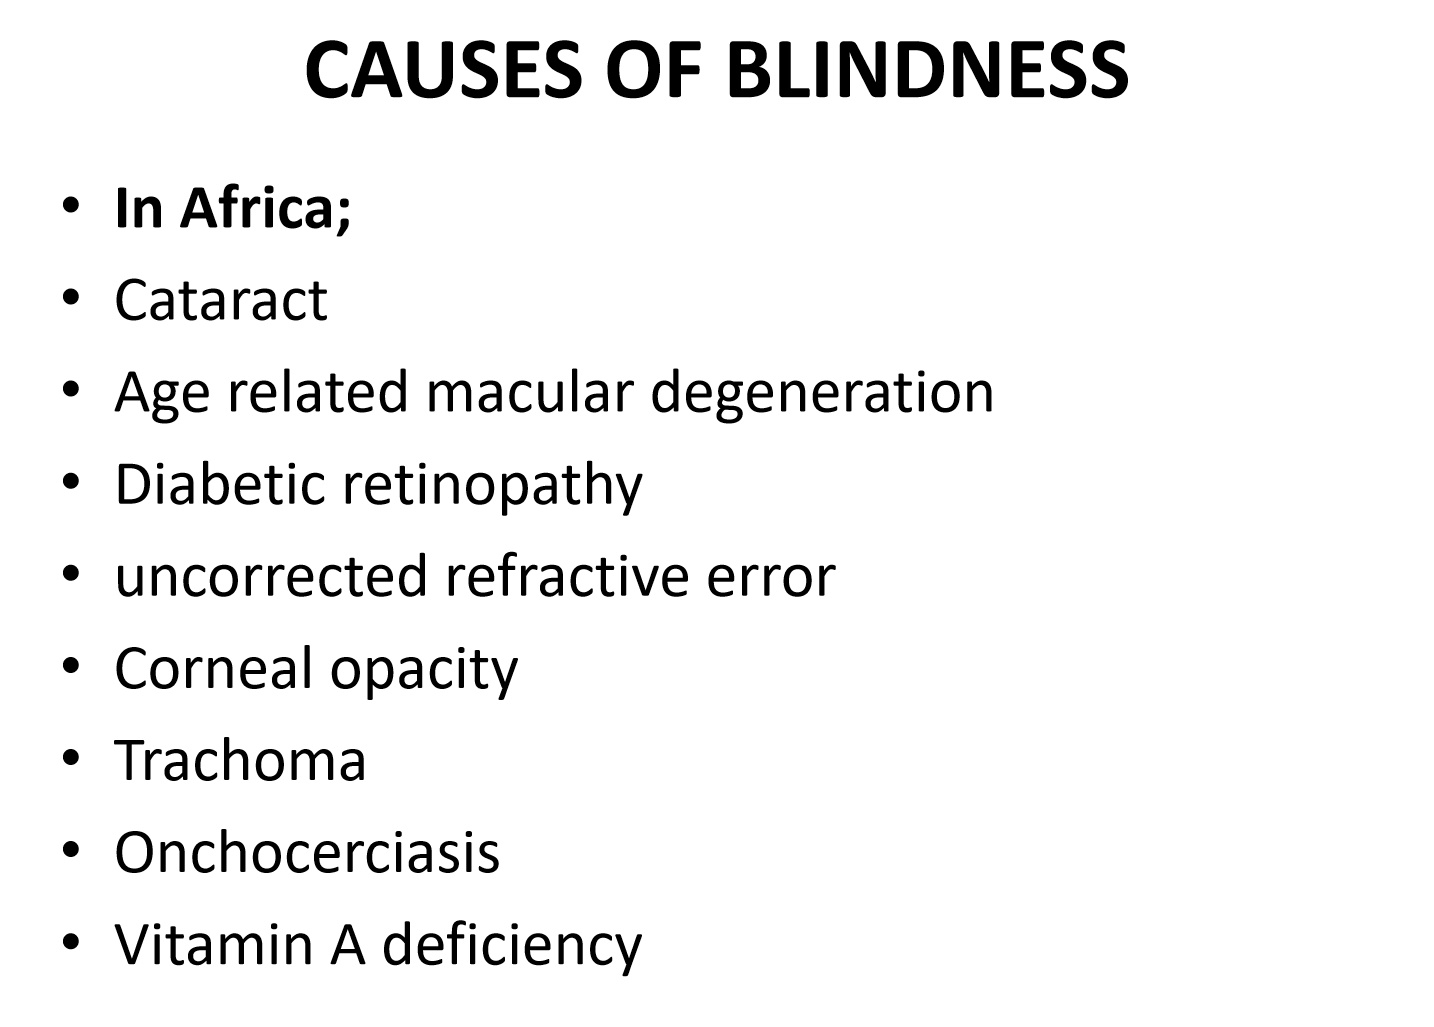 CAUSES OF BLINDNESS
• In Africa;
• Cataract
• Age related macular degeneration
• Diabetic retinopathy
• uncorrected refractive error
• Corneal opacity
• Trachoma
• Onchocerciasis
• Vitamin A deficiency